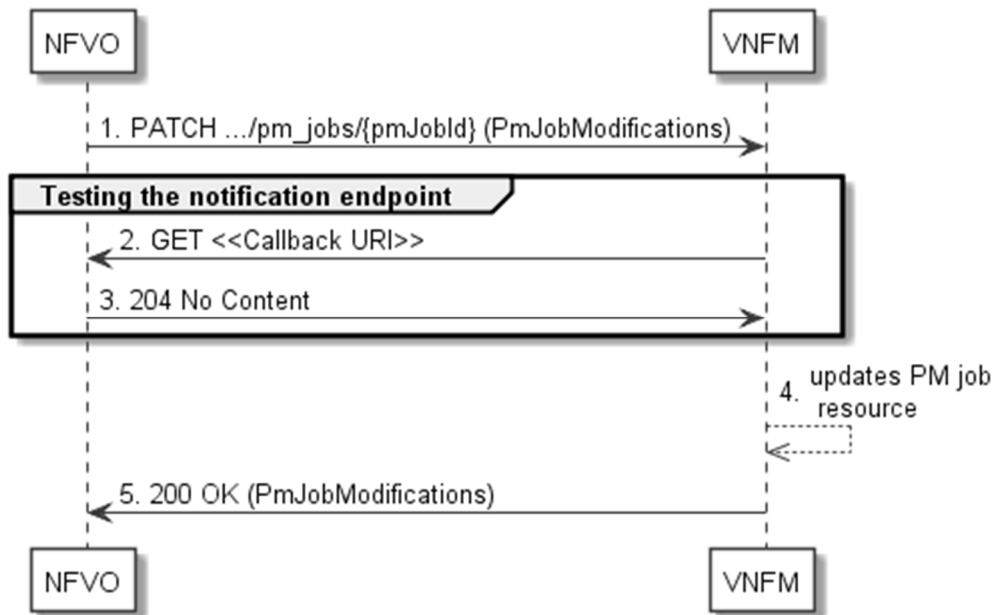 NFVO VNFM
1. PATCH .../pm_jobs/{pmJobId} (PmJobModifications)
Testing the notification endpoint
2. GET <<Callback URI>>
3. 204 No Content
4. updates PM job
resource
5. 200 OK (PmJobModifications)
NFVO VNFM